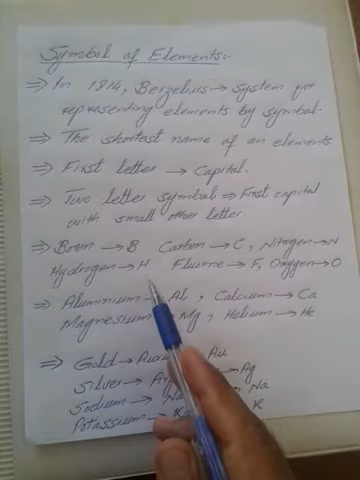 Symbol of Elements:-
⇒ In 1814, Berzelius → System for
representing elements by symbol.
⇒ The shortest name of an elements
⇒ First letter → Capital.
⇒ Two letter symbol ⇒ First capital
with small other letter
⇒ Boron → B Carbon → C, Nitrogen → N
Hydrogen → H Flurine → F, Oxygen → O
⇒ Aluminium Al, Calcium → Ca
Magnesium → Mg, Helium → He
⇒ Gold → Au
Silver → Ag
Sodium → Na
Potassium → K